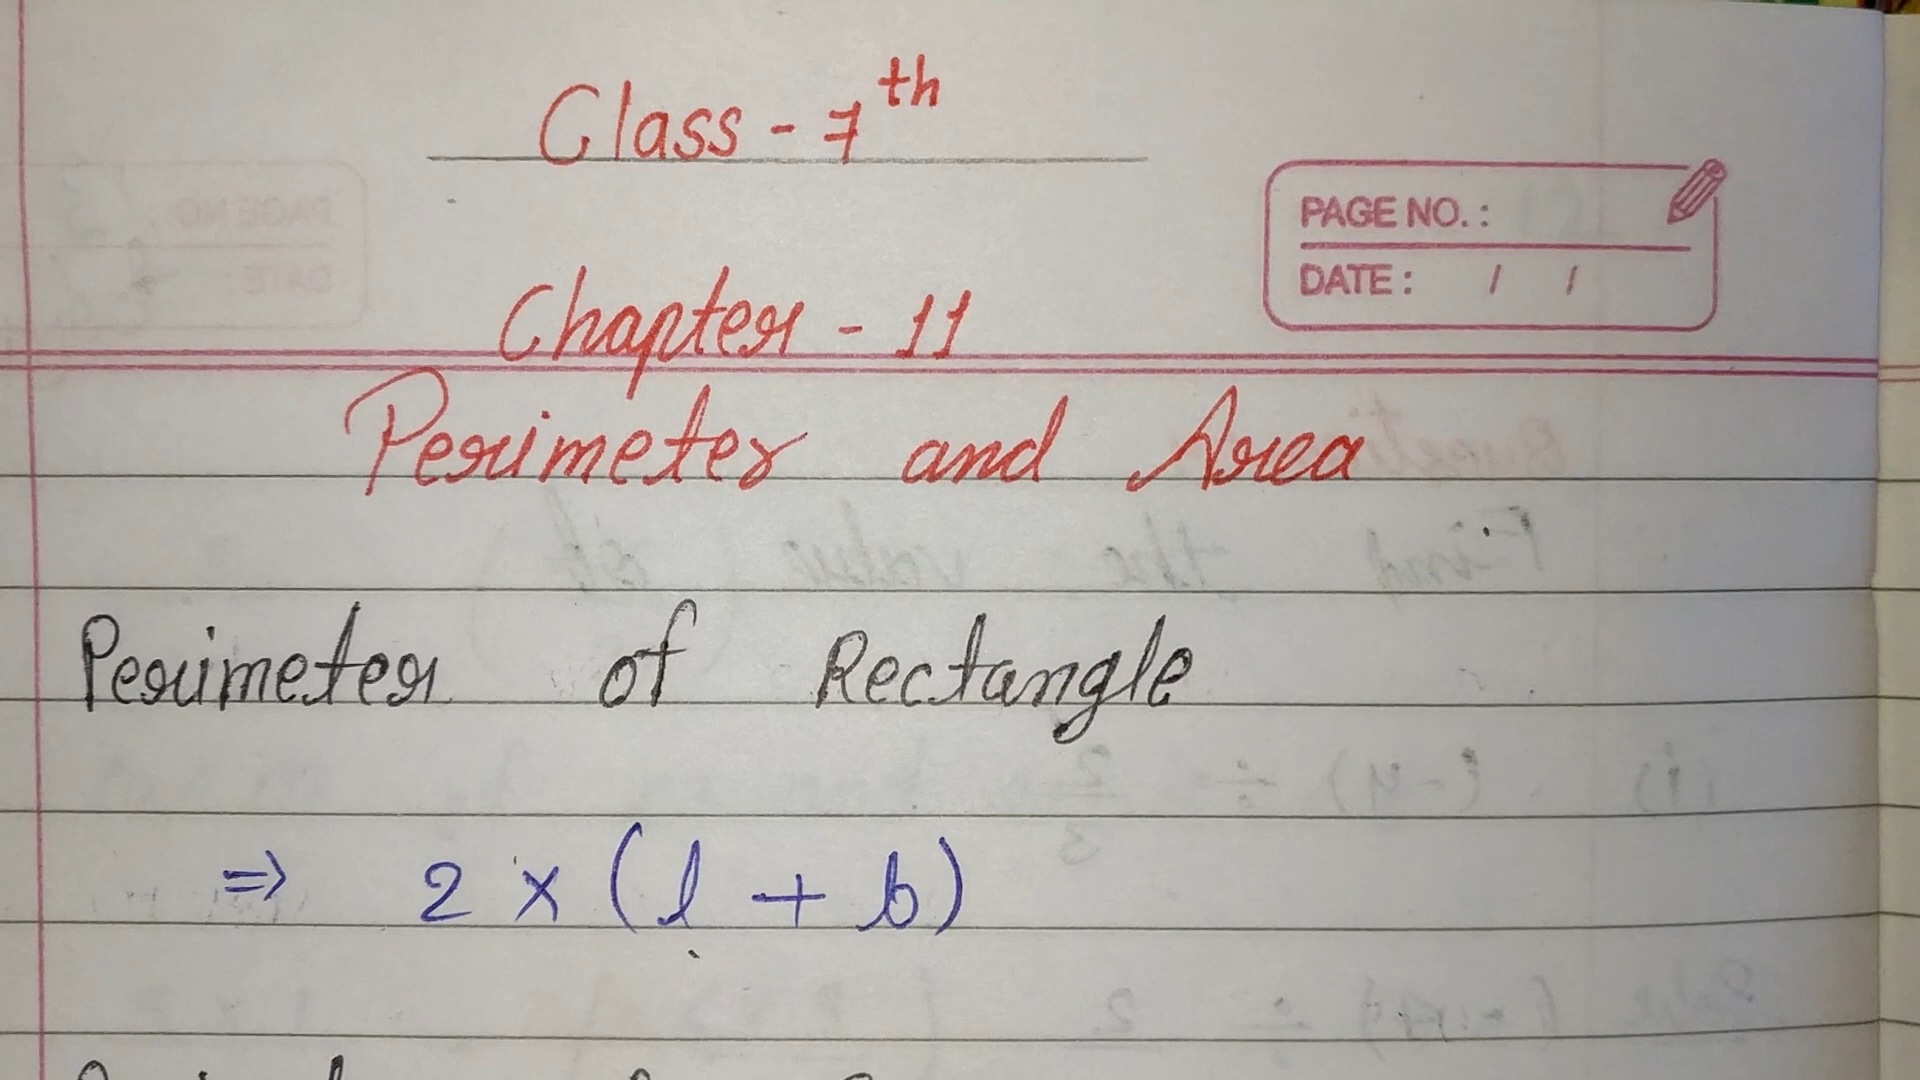 Class - 7th
PAGE NO. :
DATE : / /
Chapter - 11
Perimeter and Area
Perimeter of Rectangle
⇒ 2 × (l + b)